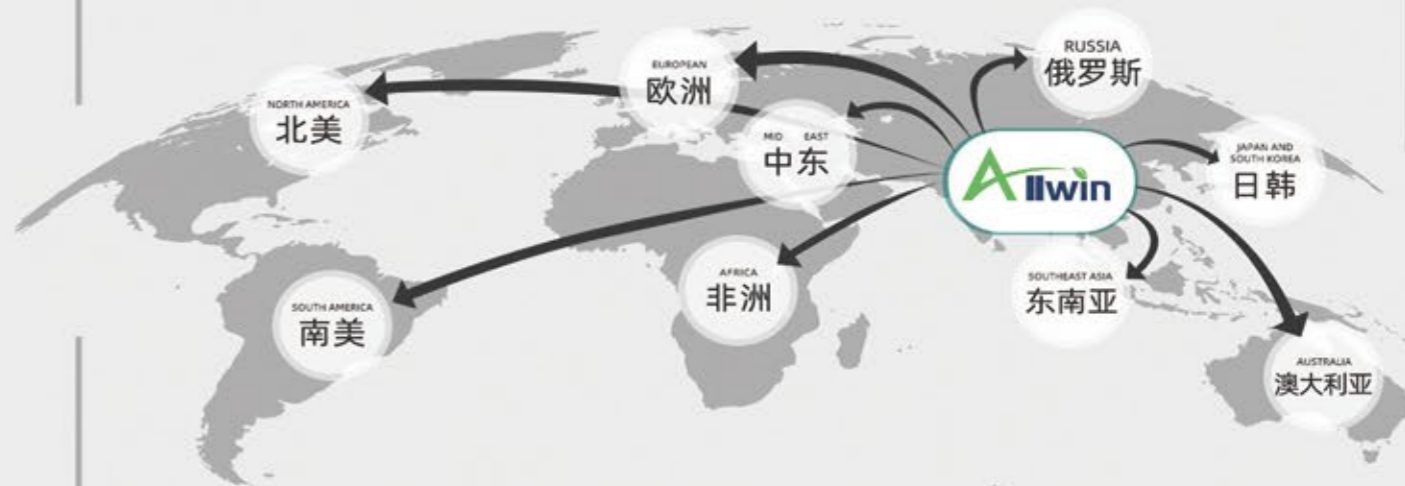 RUSSIA
俄罗斯
EUROPEAN
欧洲
NORTH AMERICA
北美
MID EAST
中东
JAPAN AND
SOUTH KOREA
日韩
Allwin
AFRICA
非洲
SOUTHEAST ASIA
东南亚
SOUTH AMERICA
南美
AUSTRALIA
澳大利亚